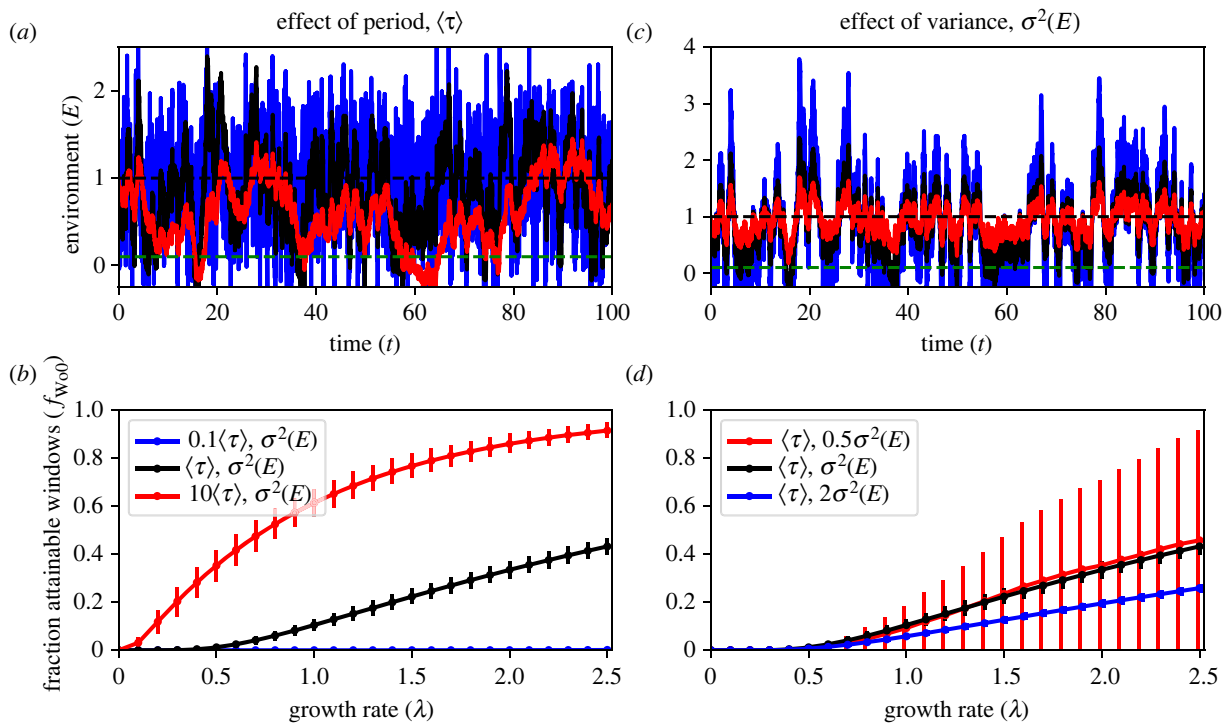 (a) effect of period, ⟨τ⟩
environment (E)
2
1
0
0 20 40 60 80 100
time (t)
(c) effect of variance, σ²(E)
4
3
2
1
0
0 20 40 60 80 100
time (t)
(b)
fraction attainable windows (f_Wo0)
1.0
0.8
0.6
0.4
0.2
0
0.1⟨τ⟩, σ²(E)
⟨τ⟩, σ²(E)
10⟨τ⟩, σ²(E)
0 0.5 1.0 1.5 2.0 2.5
growth rate (λ)
(d)
1.0
0.8
0.6
0.4
0.2
0
⟨τ⟩, 0.5σ²(E)
⟨τ⟩, σ²(E)
⟨τ⟩, 2σ²(E)
0 0.5 1.0 1.5 2.0 2.5
growth rate (λ)